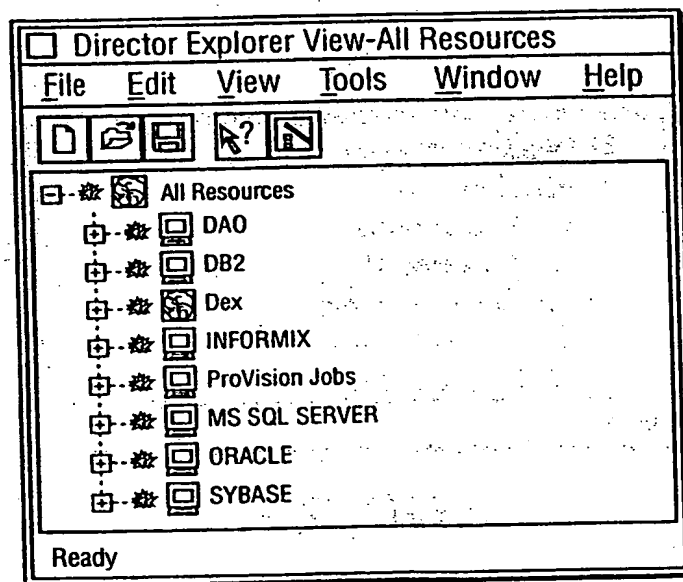 Director Explorer View-All Resources
File Edit View Tools Window Help
?
All Resources
DAO
DB2
Dex
INFORMIX
ProVision Jobs
MS SQL SERVER
ORACLE
SYBASE
Ready